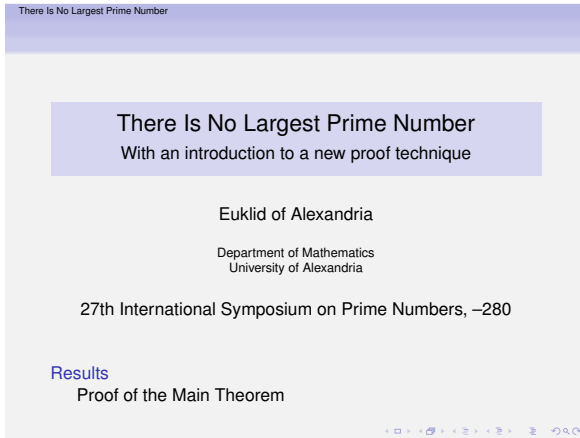 There Is No Largest Prime Number
There Is No Largest Prime Number
With an introduction to a new proof technique
Euklid of Alexandria
Department of Mathematics
University of Alexandria
27th International Symposium on Prime Numbers, –280
Results
Proof of the Main Theorem